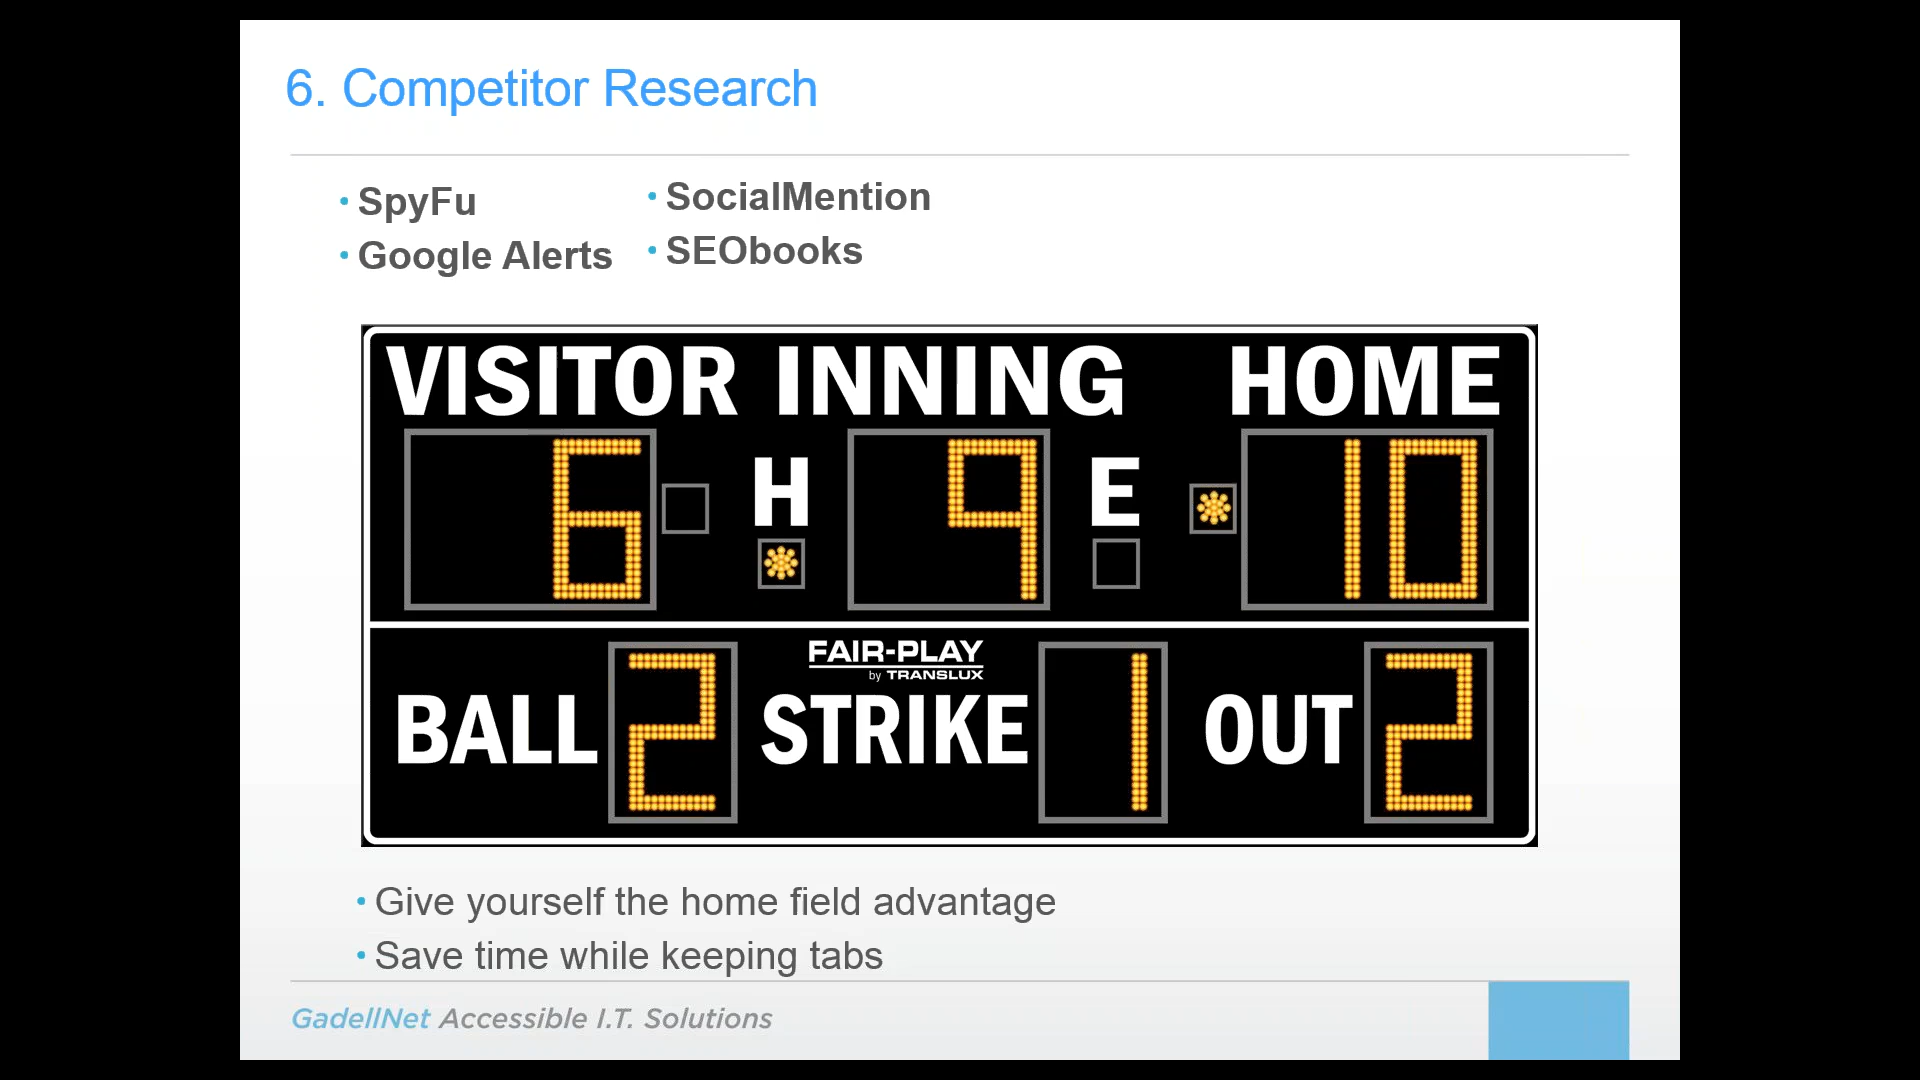 6. Competitor Research
• SpyFu
• Google Alerts
• SocialMention
• SEObooks
VISITOR INNING HOME
6 H 9 E 10
FAIR-PLAY
by TRANSLUX
BALL 2 STRIKE 1 OUT 2
• Give yourself the home field advantage
• Save time while keeping tabs
GadellNet Accessible I.T. Solutions